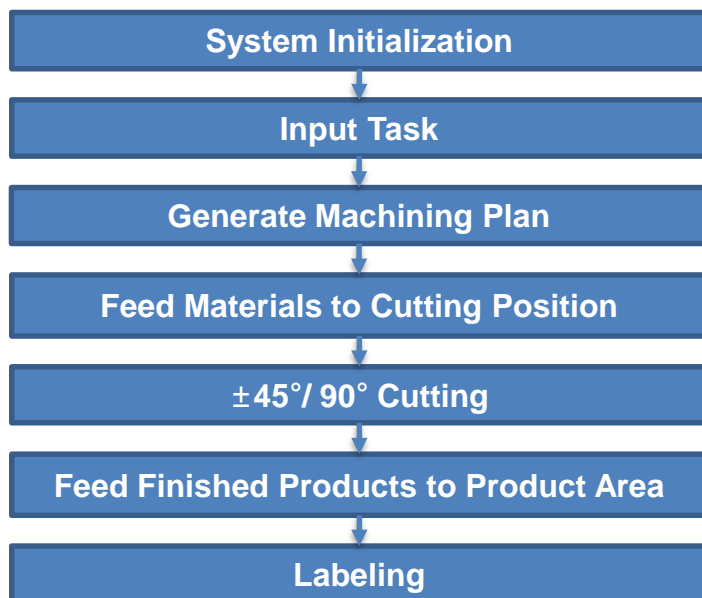 System Initialization
Input Task
Generate Machining Plan
Feed Materials to Cutting Position
±45°/ 90° Cutting
Feed Finished Products to Product Area
Labeling